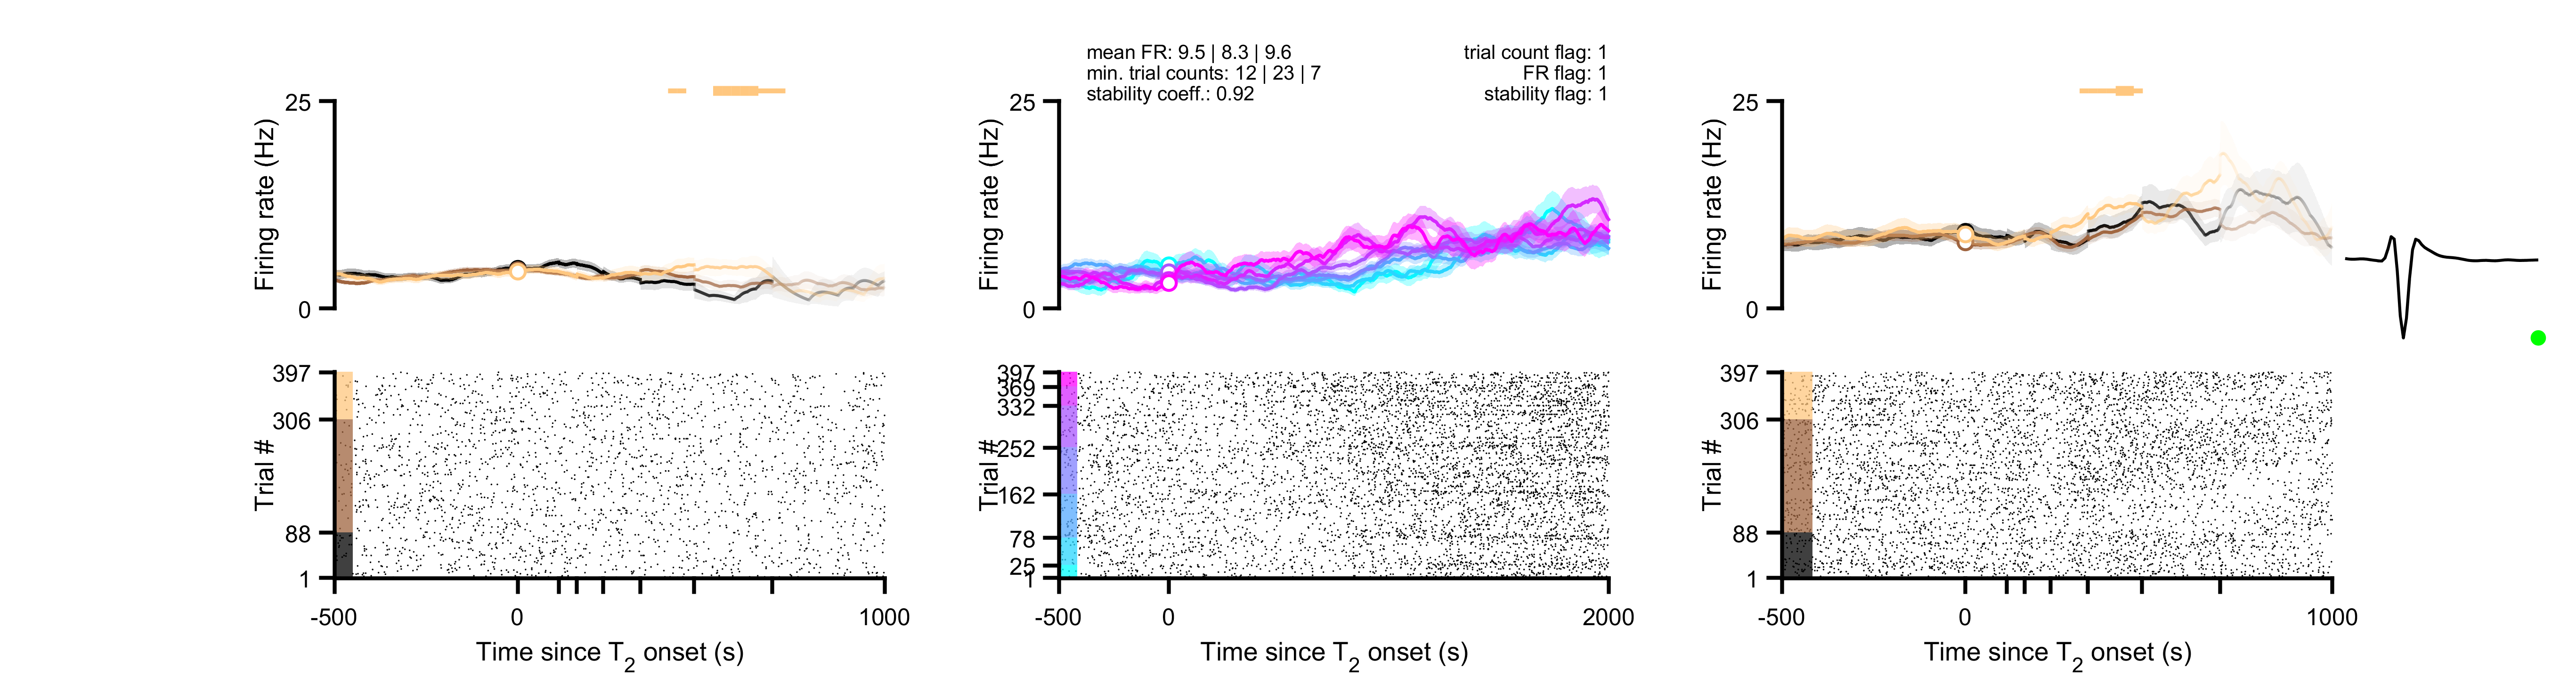 mean FR: 9.5 | 8.3 | 9.6
min. trial counts: 12 | 23 | 7
stability coeff.: 0.92
trial count flag: 1
FR flag: 1
stability flag: 1
25
0
Firing rate (Hz)
397
306
88
1
Trial #
-500
0
1000
Time since T2 onset (s)
25
0
Firing rate (Hz)
397
369
332
252
162
78
25
1
Trial #
-500
0
2000
Time since T2 onset (s)
25
0
Firing rate (Hz)
397
306
88
1
Trial #
-500
0
1000
Time since T2 onset (s)